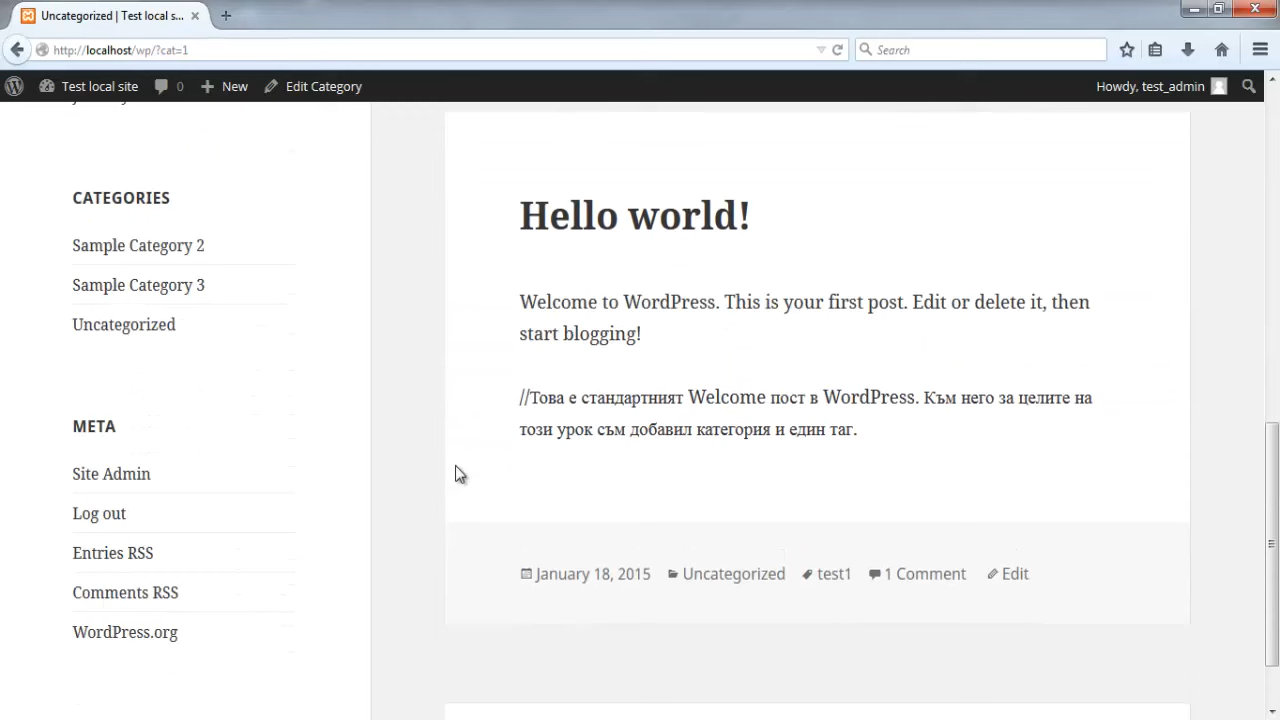 Uncategorized | Test local s...
http://localhost/wp/?cat=1
Search
Test local site
0
New
Edit Category
Howdy, test_admin
CATEGORIES
Sample Category 2
Sample Category 3
Uncategorized
META
Site Admin
Log out
Entries RSS
Comments RSS
WordPress.org
Hello world!
Welcome to WordPress. This is your first post. Edit or delete it, then
start blogging!
//Това е стандартният Welcome пост в WordPress. Към него за целите на
този урок съм добавил категория и един таг.
January 18, 2015 Uncategorized test1 1 Comment Edit